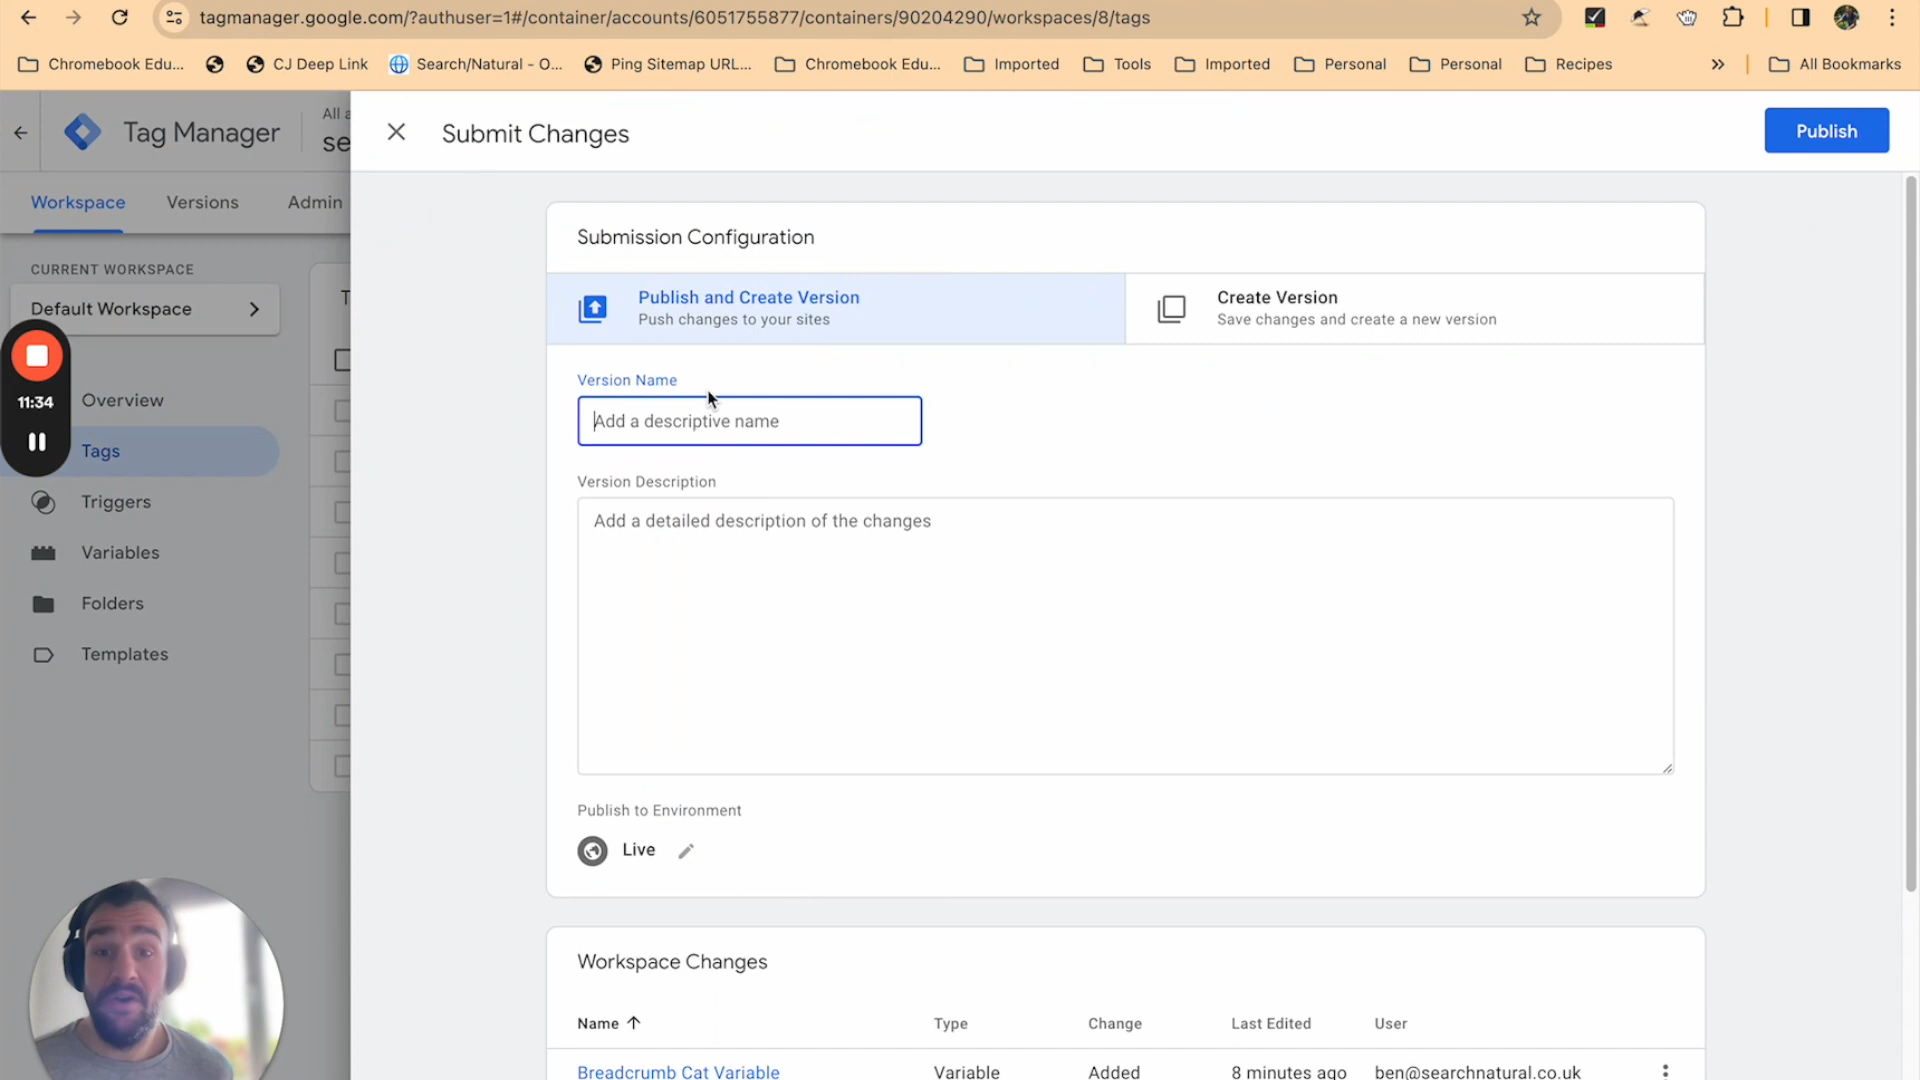 tagmanager.google.com/?authuser=1#/container/accounts/6051755877/containers/90204290/workspaces/8/tags
Chromebook Edu...
CJ Deep Link
Search/Natural - O...
Ping Sitemap URL...
Chromebook Edu...
Imported
Tools
Imported
Personal
Personal
Recipes
All Bookmarks
Tag Manager
All a
se
Submit Changes
Publish
Workspace
Versions
Admin
CURRENT WORKSPACE
Default Workspace
11:34
Overview
Tags
Triggers
Variables
Folders
Templates
T
Submission Configuration
Publish and Create Version
Push changes to your sites
Create Version
Save changes and create a new version
Version Name
Add a descriptive name
Version Description
Add a detailed description of the changes
Publish to Environment
Live
Workspace Changes
Name Type Change Last Edited User
Breadcrumb Cat Variable Variable Added 8 minutes ago ben@searchnatural.co.uk